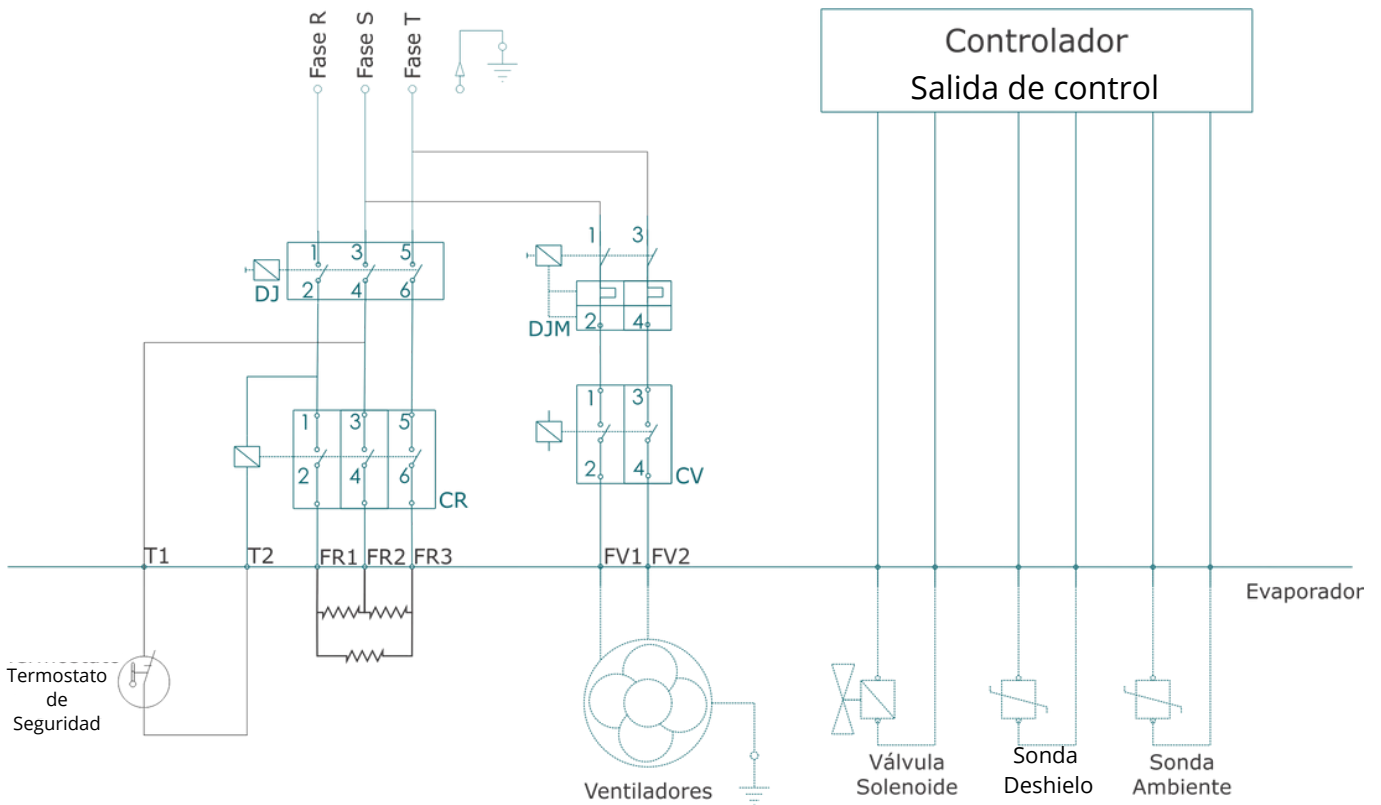 Fase R
Fase S
Fase T
Controlador
Salida de control
1 3 5
2 4 6
DJ
1 3
2 4
DJM
1 3 5
2 4 6
CR
1 3
2 4
CV
T1 T2 FR1 FR2 FR3 FV1 FV2
Evaporador
Termostato
de
Seguridad
Ventiladores
Válvula
Solenoide
Sonda
Deshielo
Sonda
Ambiente